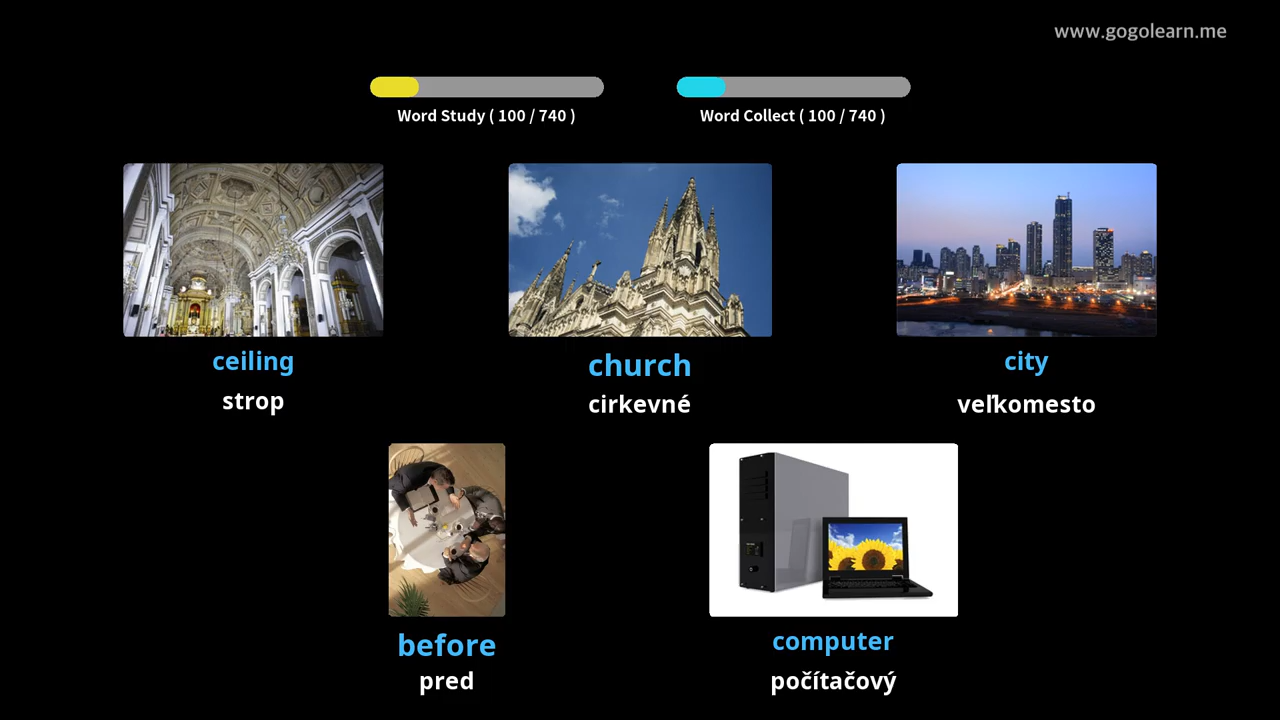 www.gogolearn.me
Word Study ( 100 / 740 )
Word Collect ( 100 / 740 )
ceiling
strop
church
cirkevné
city
veľkomesto
before
pred
computer
počítačový